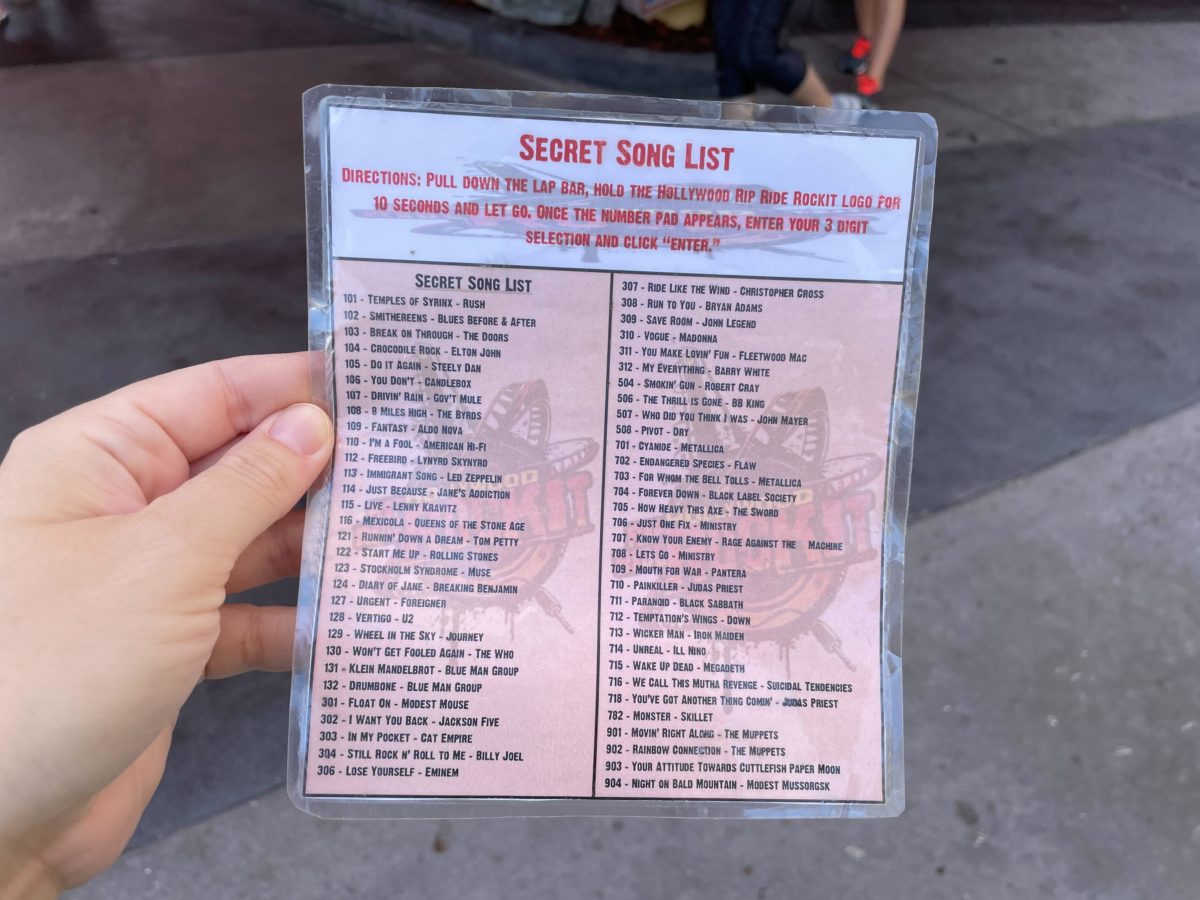 Secret Song List
Directions: Pull down the lap bar, hold the Hollywood Rip Ride Rockit logo for
10 seconds and let go. Once the number pad appears, enter your 3 digit
selection and click “enter.”
Secret Song List
101 - Temples of Syrinx - Rush
102 - Smithereens - Blues Before & After
103 - Break on Through - The Doors
104 - Crocodile Rock - Elton John
105 - Do it Again - Steely Dan
106 - You Don't - Candlebox
107 - Drivin' Rain - Gov't Mule
108 - 8 Miles High - The Byrds
109 - Fantasy - Aldo Nova
110 - I'm a Fool - American Hi-Fi
112 - Freebird - Lynyrd Skynyrd
113 - Immigrant Song - Led Zeppelin
114 - Just Because - Jane's Addiction
115 - Live - Lenny Kravitz
116 - Mexicola - Queens of the Stone Age
121 - Runnin' Down a Dream - Tom Petty
122 - Start Me Up - Rolling Stones
123 - Stockholm Syndrome - Muse
124 - Diary of Jane - Breaking Benjamin
127 - Urgent - Foreigner
128 - Vertigo - U2
129 - Wheel in the Sky - Journey
130 - Won't Get Fooled Again - The Who
131 - Klein Mandelbrot - Blue Man Group
132 - Drumbone - Blue Man Group
301 - Float On - Modest Mouse
302 - I Want You Back - Jackson Five
303 - In My Pocket - Cat Empire
304 - Still Rock n' Roll to Me - Billy Joel
306 - Lose Yourself - Eminem
307 - Ride Like the Wind - Christopher Cross
308 - Run to You - Bryan Adams
309 - Save Room - John Legend
310 - Vogue - Madonna
311 - You Make Lovin' Fun - Fleetwood Mac
312 - My Everything - Barry White
504 - Smokin' Gun - Robert Cray
506 - The Thrill is Gone - BB King
507 - Who Did You Think I Was - John Mayer
508 - Pivot - Dry
701 - Cyanide - Metallica
702 - Endangered Species - Flaw
703 - For Whom the Bell Tolls - Metallica
704 - Forever Down - Black Label Society
705 - How Heavy This Axe - The Sword
706 - Just One Fix - Ministry
707 - Know Your Enemy - Rage Against the Machine
708 - Lets Go - Ministry
709 - Mouth for War - Pantera
710 - Painkiller - Judas Priest
711 - Paranoid - Black Sabbath
712 - Temptation's Wings - Down
713 - Wicker Man - Iron Maiden
714 - Unreal - Ill Nino
715 - Wake Up Dead - Megadeth
716 - We Call This Mutha Revenge - Suicidal Tendencies
718 - You've Got Another Thing Comin' - Judas Priest
782 - Monster - Skillet
901 - Movin' Right Along - The Muppets
902 - Rainbow Connection - The Muppets
903 - Your Attitude Towards Cuttlefish Paper Moon
904 - Night on Bald Mountain - Modest Mussorgsk